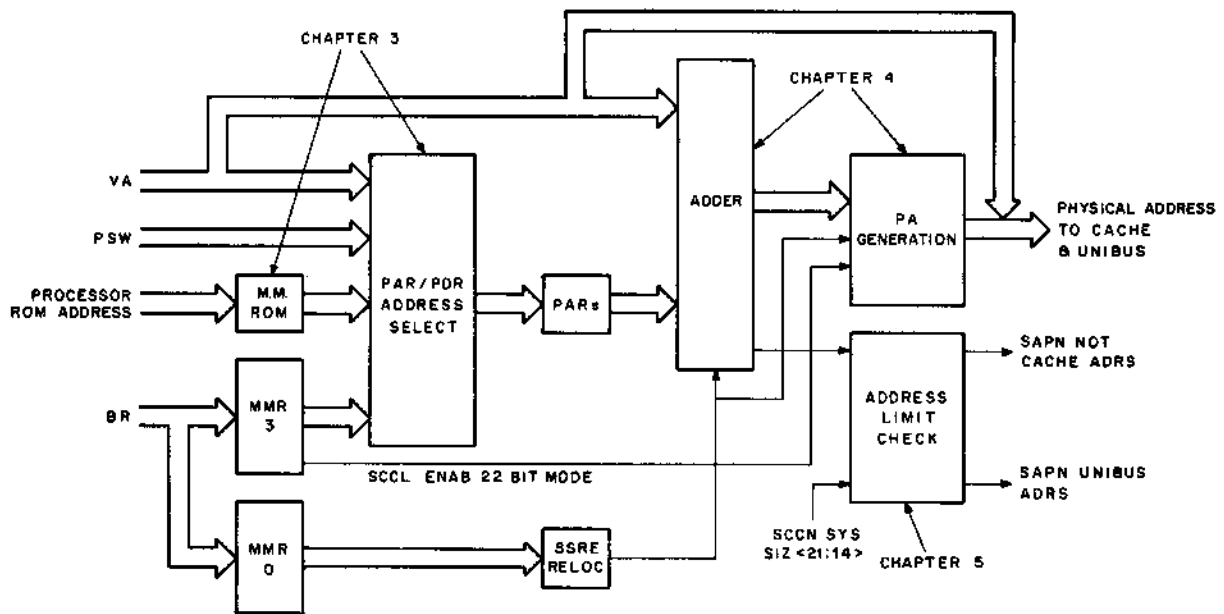 CHAPTER 3
CHAPTER 4
VA
PSW
PROCESSOR
ROM ADDRESS
M.M.
ROM
BR
MMR
3
MMR
0
PAR/PDR
ADDRESS
SELECT
PARs
ADDER
PA
GENERATION
PHYSICAL ADDRESS
TO CACHE
& UNIBUS
SCCL ENAB 22 BIT MODE
SSRE
RELOC
ADDRESS
LIMIT
CHECK
SAPN NOT
CACHE ADRS
SAPN UNIBUS
ADRS
SCCN SYS
SIZ<21:14>
CHAPTER 5